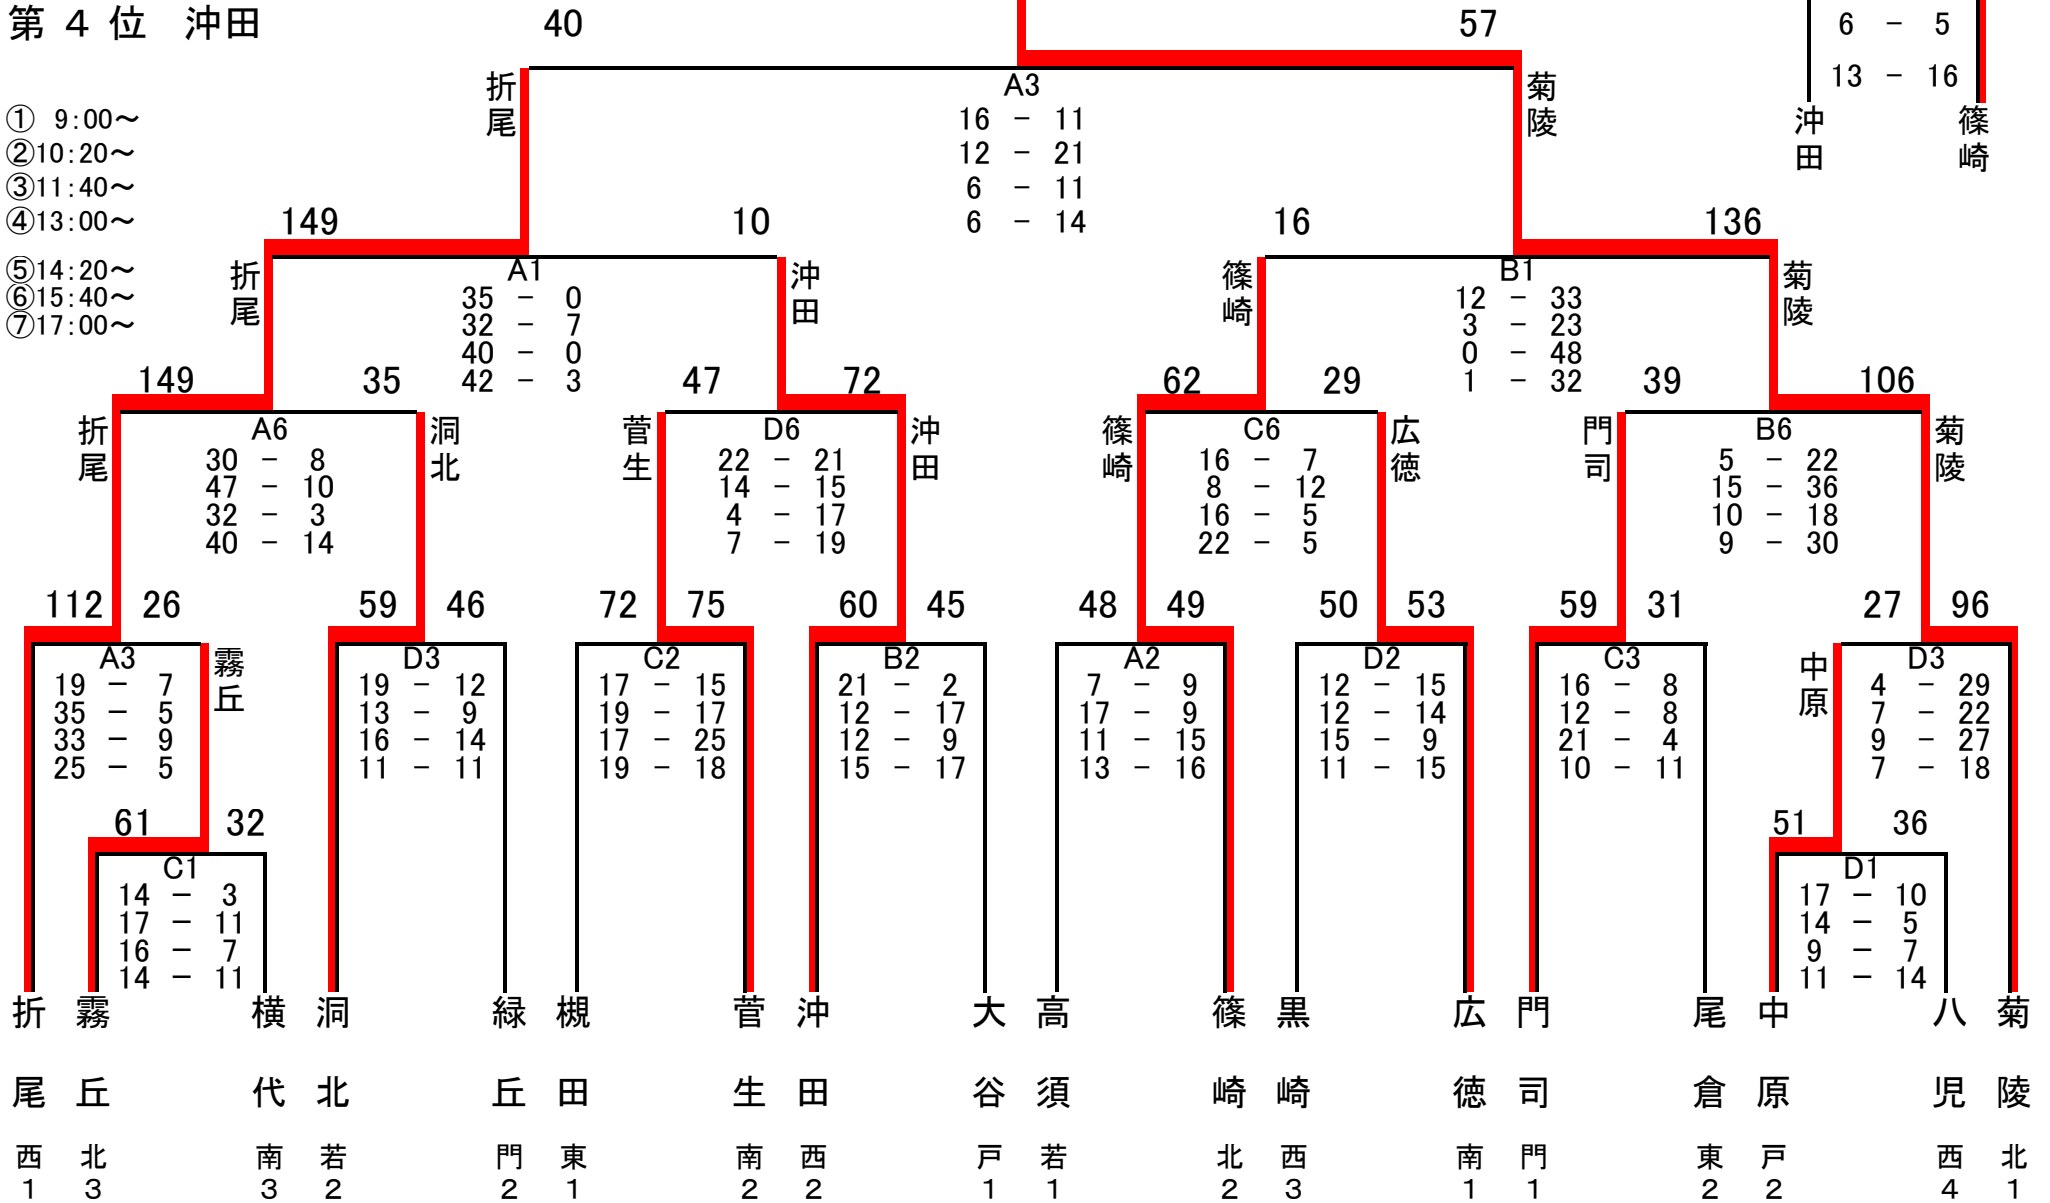 第 4 位 沖田
40 57
6 - 5
13 - 16
沖田 篠崎
折尾 A3 菊陵
16 - 11
12 - 21
6 - 11
6 - 14
① 9:00～
②10:20～
③11:40～
④13:00～
⑤14:20～
⑥15:40～
⑦17:00～
149 10 16 136
折尾 A1 沖田 篠崎 B1 菊陵
35 - 0 12 - 33
32 - 7 3 - 23
40 - 0 0 - 48
42 - 3 1 - 32
149 35 47 72 62 29 39 106
折尾 A6 洞北 菅生 D6 沖田 篠崎 C6 広徳 門司 B6 菊陵
30 - 8 22 - 21 16 - 7 5 - 22
47 - 10 14 - 15 8 - 12 15 - 36
32 - 3 4 - 17 16 - 5 10 - 18
40 - 14 7 - 19 22 - 5 9 - 30
112 26 59 46 72 75 60 45 48 49 50 53 59 31 27 96
A3 霧丘 D3 C2 B2 A2 D2 C3 中原 D3
19 - 7 19 - 12 17 - 15 21 - 2 7 - 9 12 - 15 16 - 8 4 - 29
35 - 5 13 - 9 19 - 17 12 - 17 17 - 9 12 - 14 12 - 8 7 - 22
33 - 9 16 - 14 17 - 25 12 - 9 11 - 15 15 - 9 21 - 4 9 - 27
25 - 5 11 - 11 19 - 18 15 - 17 13 - 16 11 - 15 10 - 11 7 - 18
61 32 51 36
C1 D1
14 - 3 17 - 10
17 - 11 14 - 5
16 - 7 9 - 7
14 - 11 11 - 14
折 霧 横 洞 緑 槻 菅 沖 大 高 篠 黒 広 門 尾 中 八 菊
尾 丘 代 北 丘 田 生 田 谷 須 崎 崎 徳 司 倉 原 児 陵
西 北 南 若 門 東 南 西 戸 若 北 西 南 門 東 戸 西 北
1 3 3 2 2 1 2 2 1 1 2 3 1 1 2 2 4 1